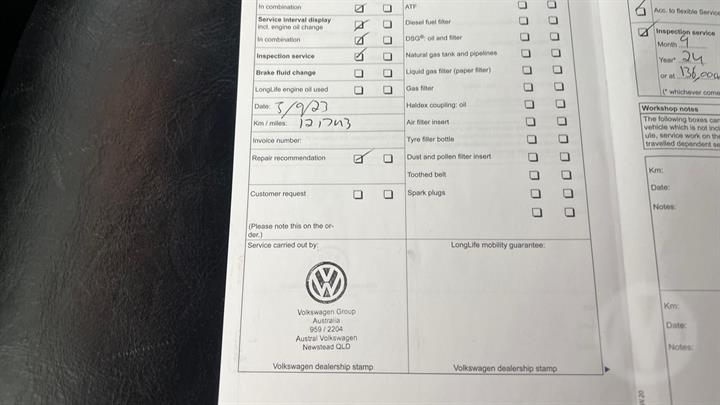 In combination
Service interval display
incl. engine oil change
In combination
Inspection service
Brake fluid change
LongLife engine oil used
Date: 3/9/23
Km / miles: 121743
Invoice number:
Repair recommendation
Customer request
(Please note this on the or-
der.)
Service carried out by:
Volkswagen Group
Australia
959 / 2204
Austral Volkswagen
Newstead QLD
Volkswagen dealership stamp
ATF
Diesel fuel filter
DSG®: oil and filter
Natural gas tank and pipelines
Liquid gas filter (paper filter)
Gas filter
Haldex coupling: oil
Air filter insert
Tyre filler bottle
Dust and pollen filter insert
Toothed belt
Spark plugs
LongLife mobility guarantee:
Volkswagen dealership stamp
Acc. to flexible Service
Inspection service
Month 9
Year* 24
or at 136,000
(* whichever come
Workshop notes
The following boxes can
vehicle which is not incl
ule, service work on the
travelled dependent se
Km:
Date:
Notes:
Km:
Date:
Notes: